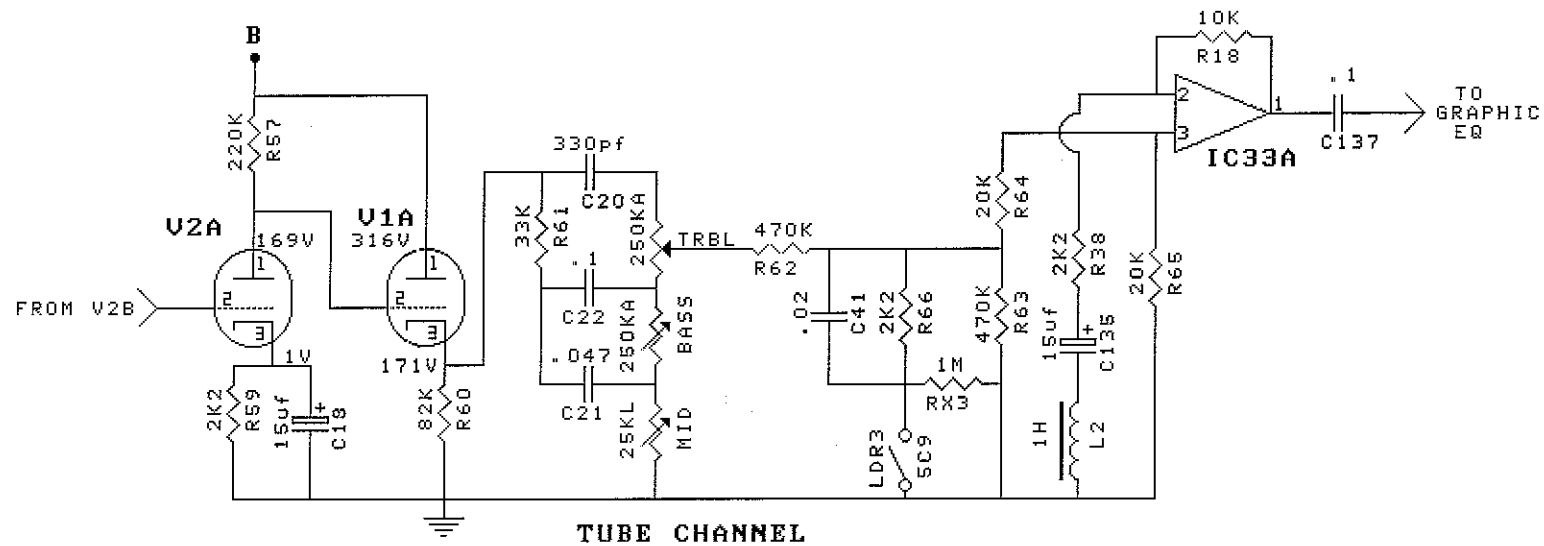 B
220K
R57
V2A
169V
1
2
3
FROM V2B
1V
2K2
R59
15uf
+
C18
V1A
316V
1
2
3
171V
82K
R60
330pf
C20
33K
R61
250KA
TRBL
.1
C22
250KA
BASS
.047
C21
25KL
MID
470K
R62
.02
C41
2K2
R66
1M
RX3
LDR3
SC9
20K
R64
470K
R63
2K2
R38
15uf
+
C135
1H
L2
20K
R65
10K
R18
2
3
1
IC33A
.1
C137
TO
GRAPHIC
EQ
TUBE CHANNEL